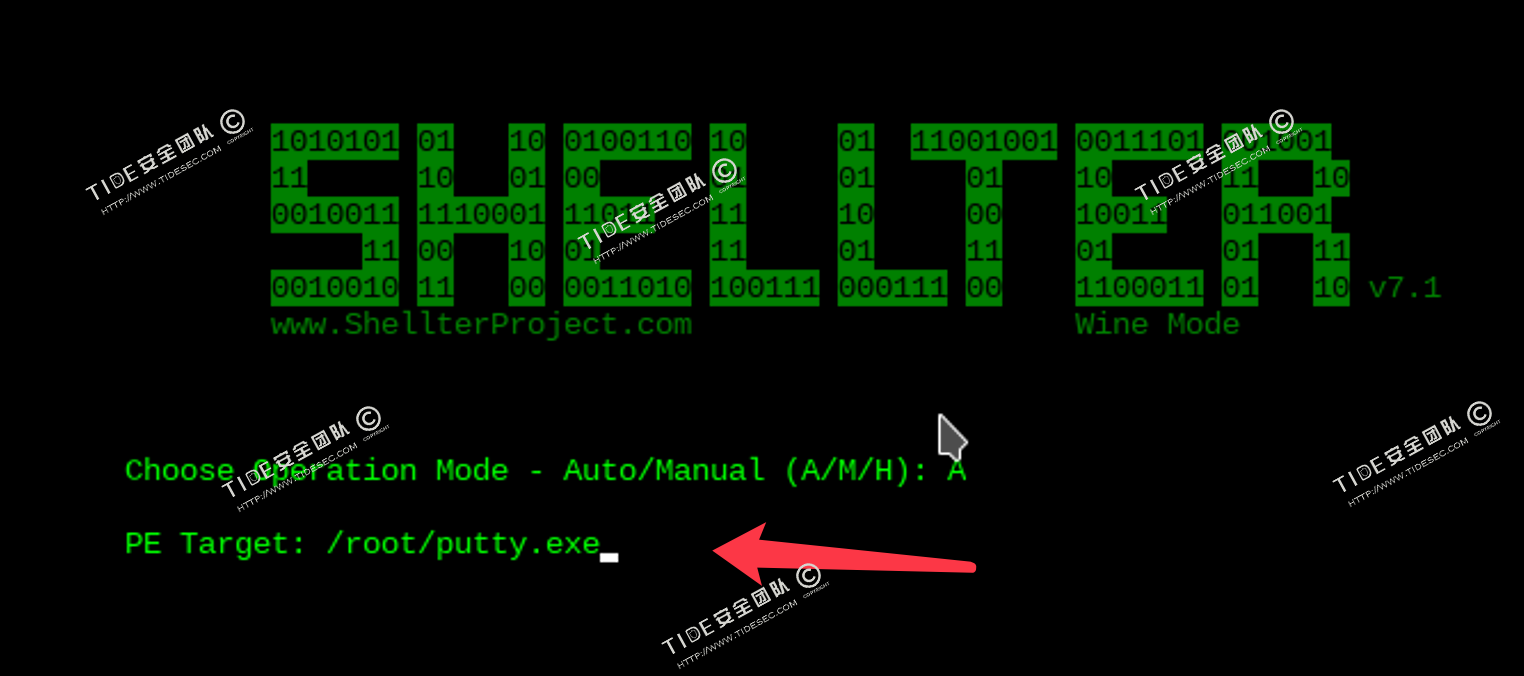 1010101 01 10 0100110 10 01 11001001 0011101
11 10 01 00 01 01 10 11 10
0010011 1110001 11 10 00 011001
11 00 10 01 11 01 11 01 01 11
0010010 11 00 0011010 100111 000111 00 1100011 01 10 v7.1
www.ShellterProject.com Wine Mode
Choose Operation Mode - Auto/Manual (A/M/H): A
PE Target: /root/putty.exe
TIDE安全团队 © COPYRIGHT
HTTP://WWW.TIDESEC.COM
TIDE安全团队 © COPYRIGHT
HTTP://WWW.TIDESEC.COM
TIDE安全团队 © COPYRIGHT
HTTP://WWW.TIDESEC.COM
TIDE安全团队 © COPYRIGHT
HTTP://WWW.TIDESEC.COM
TIDE安全团队 © COPYRIGHT
HTTP://WWW.TIDESEC.COM
TIDE安全团队 © COPYRIGHT
HTTP://WWW.TIDESEC.COM